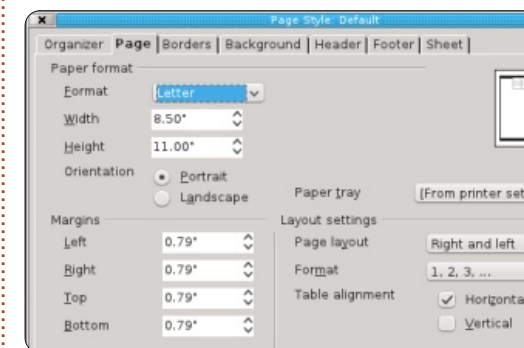 Page Style: Default
Organizer Page Borders Background Header Footer Sheet
Paper format
Format Letter
Width 8.50"
Height 11.00"
Orientation Portrait
Landscape
Paper tray [From printer set
Margins
Left 0.79"
Right 0.79"
Top 0.79"
Bottom 0.79"
Layout settings
Page layout Right and left
Format 1, 2, 3, ...
Table alignment Horizonta
Vertical